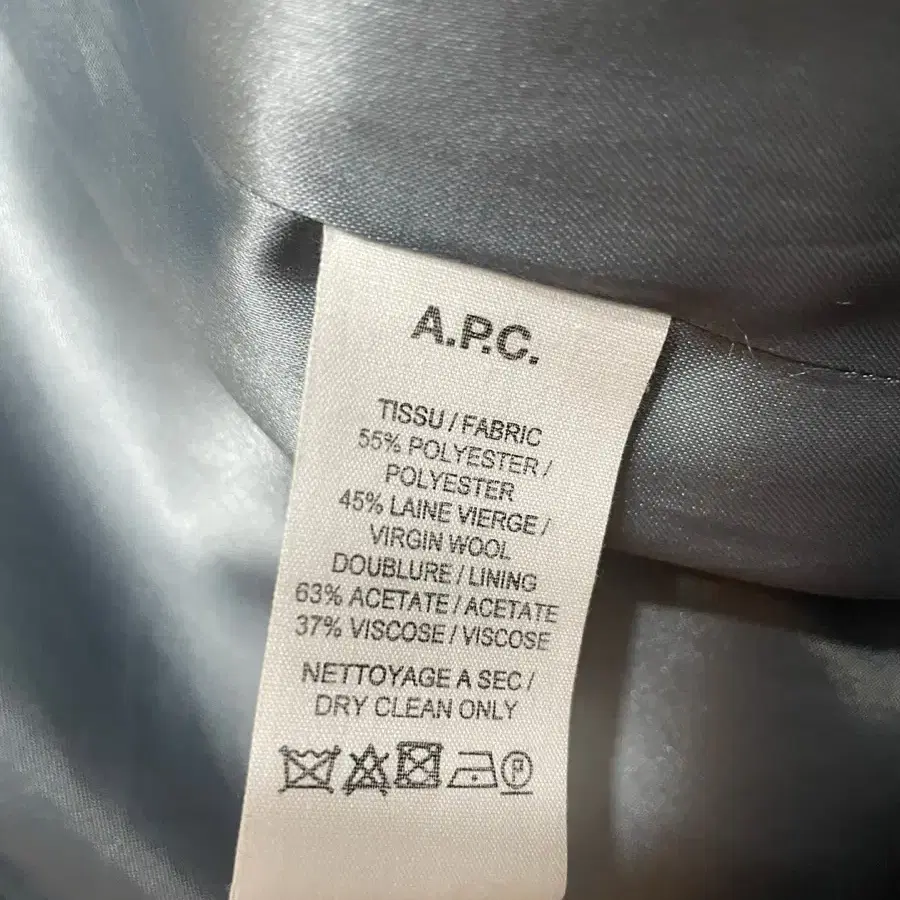 A.P.C.
TISSU / FABRIC
55% POLYESTER /
POLYESTER
45% LAINE VIERGE /
VIRGIN WOOL
DOUBLURE / LINING
63% ACETATE / ACETATE
37% VISCOSE / VISCOSE
NETTOYAGE A SEC /
DRY CLEAN ONLY
P